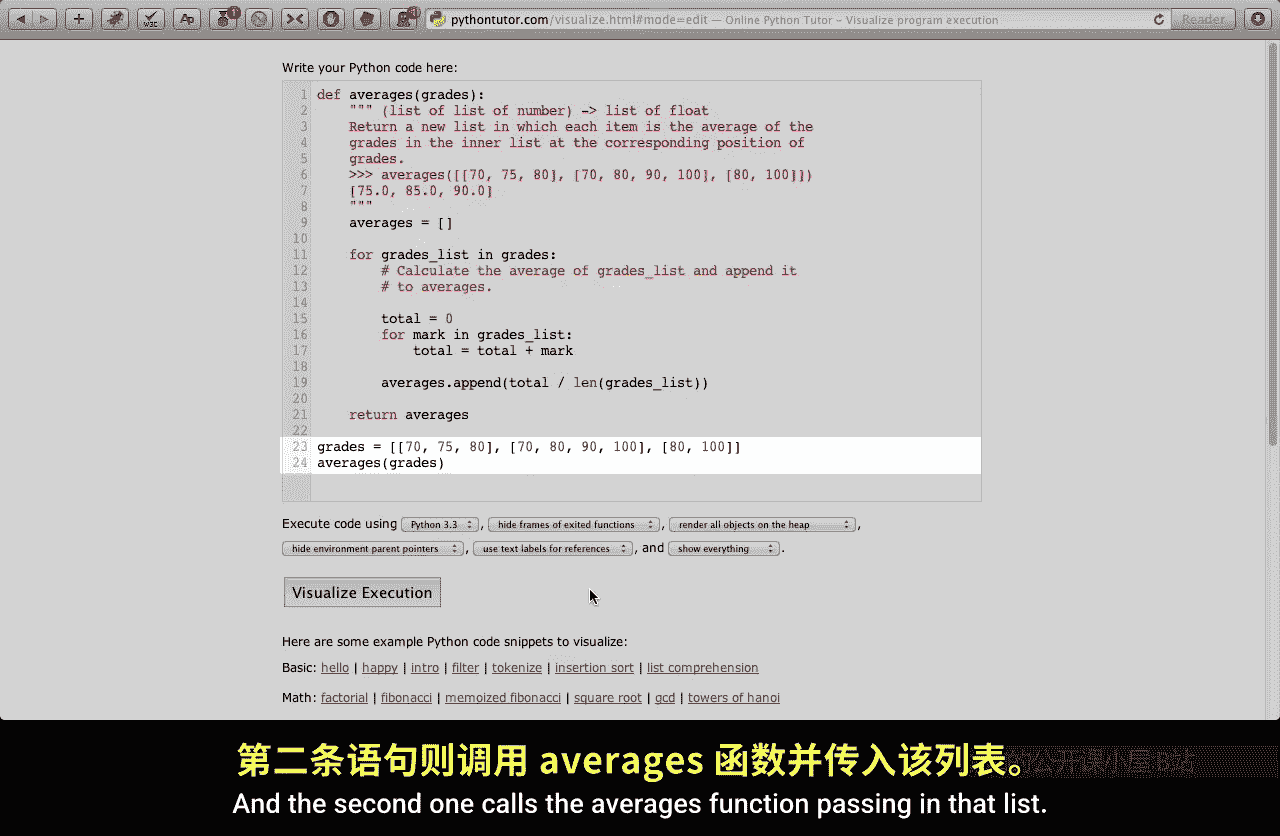 W3C
Ap
1
1
pythontutor.com/visualize.html#mode=edit — Online Python Tutor – Visualize program execution
Reader
Write your Python code here:
1 def averages(grades):
2 """ (list of list of number) -> list of float
3 Return a new list in which each item is the average of the
4 grades in the inner list at the corresponding position of
5 grades.
6 >>> averages([[70, 75, 80], [70, 80, 90, 100], [80, 100]])
7 [75.0, 85.0, 90.0]
8 """
9 averages = []
10
11 for grades_list in grades:
12 # Calculate the average of grades_list and append it
13 # to averages.
14
15 total = 0
16 for mark in grades_list:
17 total = total + mark
18
19 averages.append(total / len(grades_list))
20
21 return averages
22
23 grades = [[70, 75, 80], [70, 80, 90, 100], [80, 100]]
24 averages(grades)
Execute code using Python 3.3 , hide frames of exited functions , render all objects on the heap ,
hide environment parent pointers , use text labels for references , and show everything .
Visualize Execution
Here are some example Python code snippets to visualize:
Basic: hello | happy | intro | filter | tokenize | insertion sort | list comprehension
Math: factorial | fibonacci | memoized fibonacci | square root | gcd | towers of hanoi
第二条语句则调用 averages 函数并传入该列表。
公开课小屋 B站
And the second one calls the averages function passing in that list.